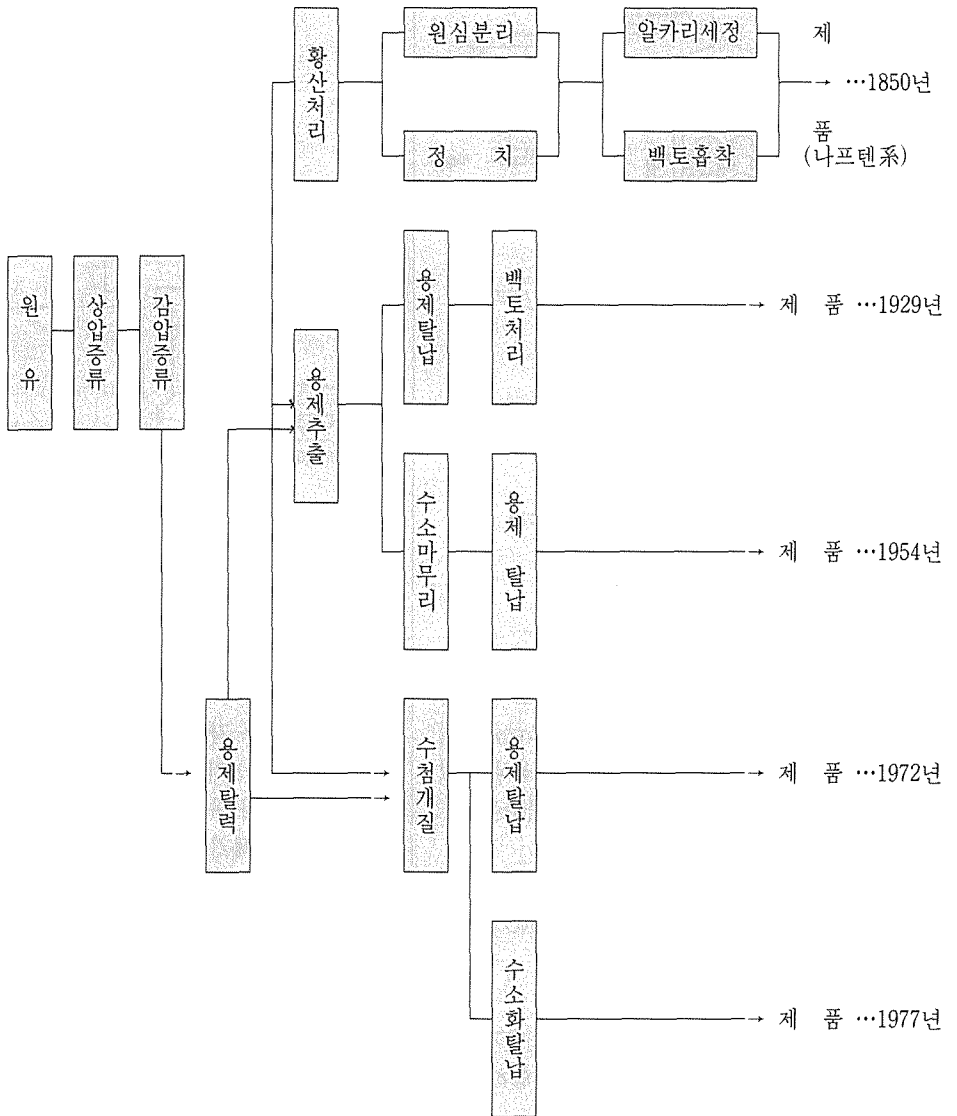 원 유
상압증류
감압증류
용제탈력
황산처리
원심분리
정 치
알카리세정
백토흡착
제
…1850년
품
(나프텐系)
용제추출
용제탈납
백토처리
제 품 …1929년
수소마무리
용제 탈납
제 품 …1954년
수첨개질
용제탈납
제 품 …1972년
수소화탈납
제 품 …1977년